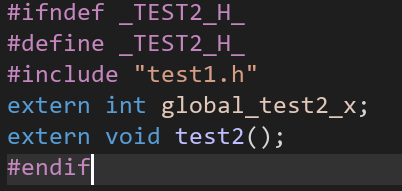 #ifndef _TEST2_H_
#define _TEST2_H_
#include "test1.h"
extern int global_test2_x;
extern void test2();
#endif